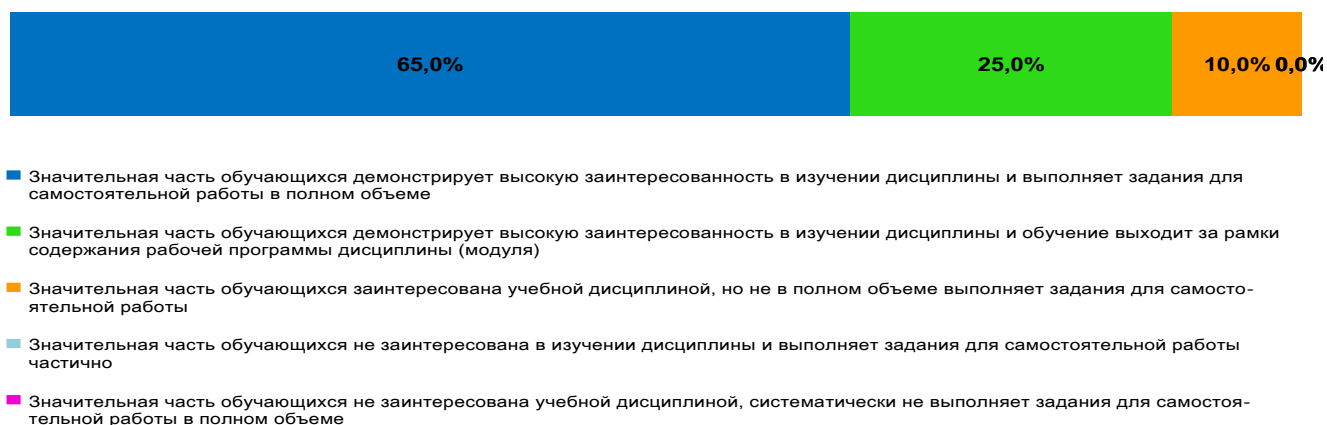 65,0% 25,0% 10,0% 0,0%
Значительная часть обучающихся демонстрирует высокую заинтересованность в изучении дисциплины и выполняет задания для
самостоятельной работы в полном объеме
Значительная часть обучающихся демонстрирует высокую заинтересованность в изучении дисциплины и обучение выходит за рамки
содержания рабочей программы дисциплины (модуля)
Значительная часть обучающихся заинтересована учебной дисциплиной, но не в полном объеме выполняет задания для самосто-
ятельной работы
Значительная часть обучающихся не заинтересована в изучении дисциплины и выполняет задания для самостоятельной работы
частично
Значительная часть обучающихся не заинтересована учебной дисциплиной, систематически не выполняет задания для самостоя-
тельной работы в полном объеме